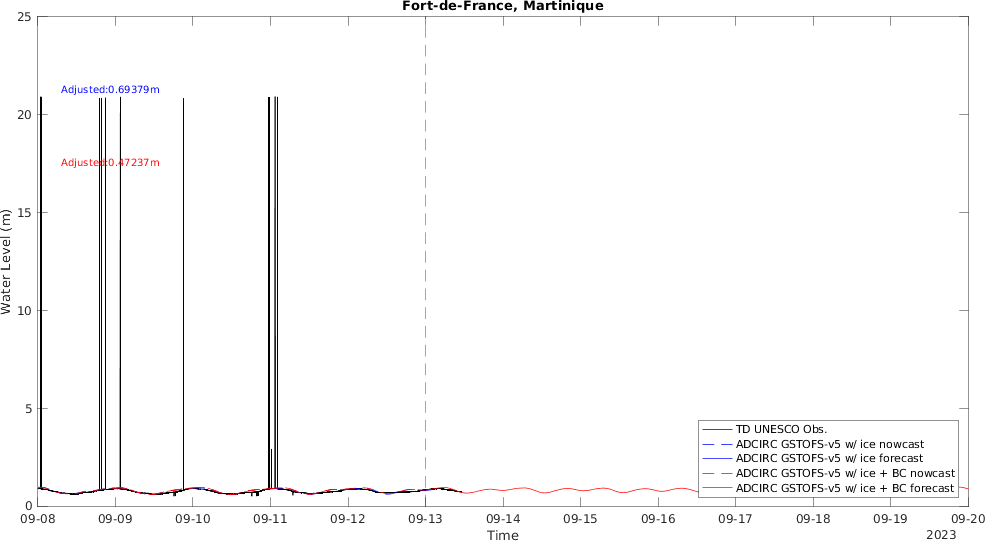 Fort-de-France, Martinique
25
20
15
10
5
0
Water Level (m)
Adjusted:0.69379m
Adjusted:0.47237m
TD UNESCO Obs.
ADCIRC GSTOFS-v5 w/ ice nowcast
ADCIRC GSTOFS-v5 w/ ice forecast
ADCIRC GSTOFS-v5 w/ ice + BC nowcast
ADCIRC GSTOFS-v5 w/ ice + BC forecast
09-08 09-09 09-10 09-11 09-12 09-13 09-14 09-15 09-16 09-17 09-18 09-19 09-20
Time
2023